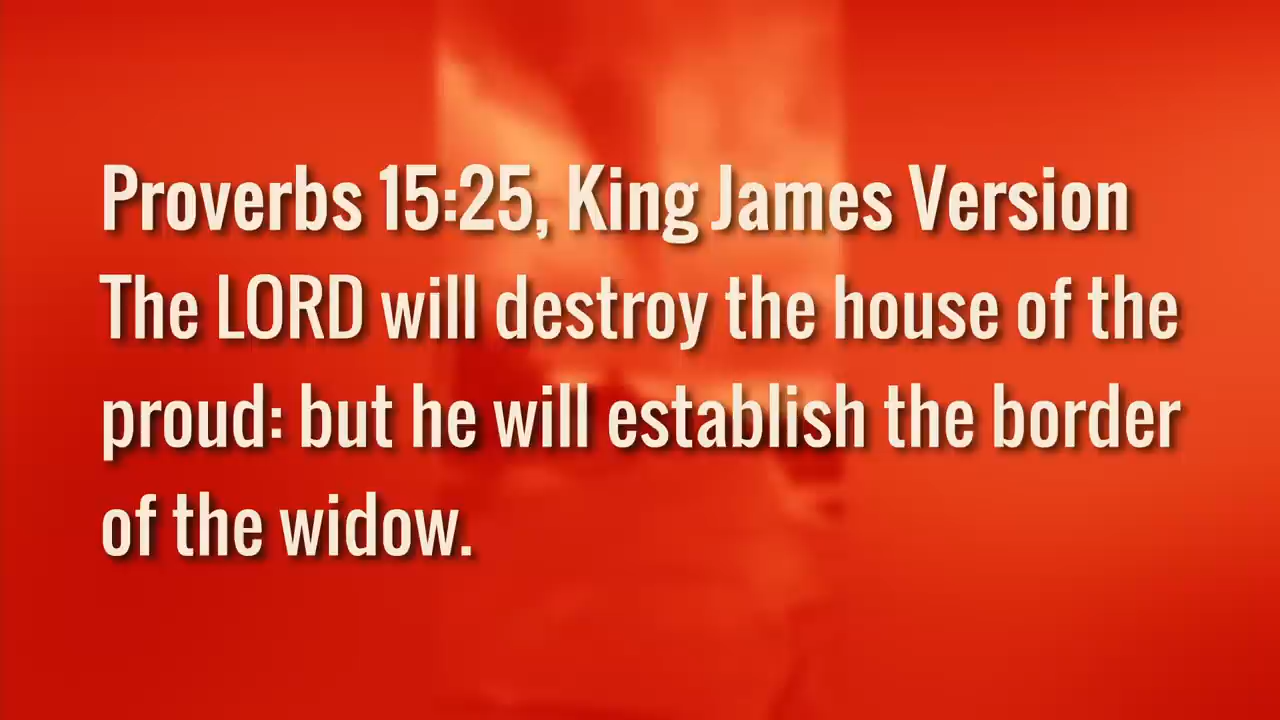 Proverbs 15:25, King James Version
The LORD will destroy the house of the
proud: but he will establish the border
of the widow.